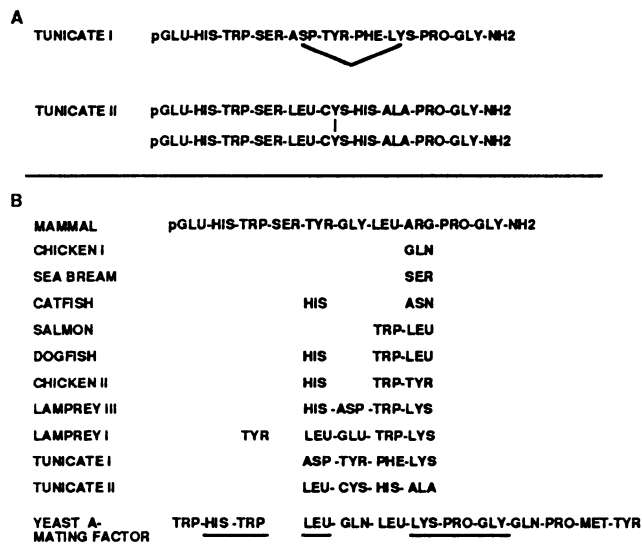 A
TUNICATE I pGLU-HIS-TRP-SER-ASP-TYR-PHE-LYS-PRO-GLY-NH2
TUNICATE II pGLU-HIS-TRP-SER-LEU-CYS-HIS-ALA-PRO-GLY-NH2
pGLU-HIS-TRP-SER-LEU-CYS-HIS-ALA-PRO-GLY-NH2
B
MAMMAL pGLU-HIS-TRP-SER-TYR-GLY-LEU-ARG-PRO-GLY-NH2
CHICKEN I GLN
SEA BREAM SER
CATFISH HIS ASN
SALMON TRP-LEU
DOGFISH HIS TRP-LEU
CHICKEN II HIS TRP-TYR
LAMPREY III HIS -ASP -TRP-LYS
LAMPREY I TYR LEU-GLU- TRP-LYS
TUNICATE I ASP -TYR- PHE-LYS
TUNICATE II LEU- CYS- HIS- ALA
YEAST A- TRP-HIS -TRP LEU- GLN- LEU-LYS-PRO-GLY-GLN-PRO-MET-TYR
MATING FACTOR